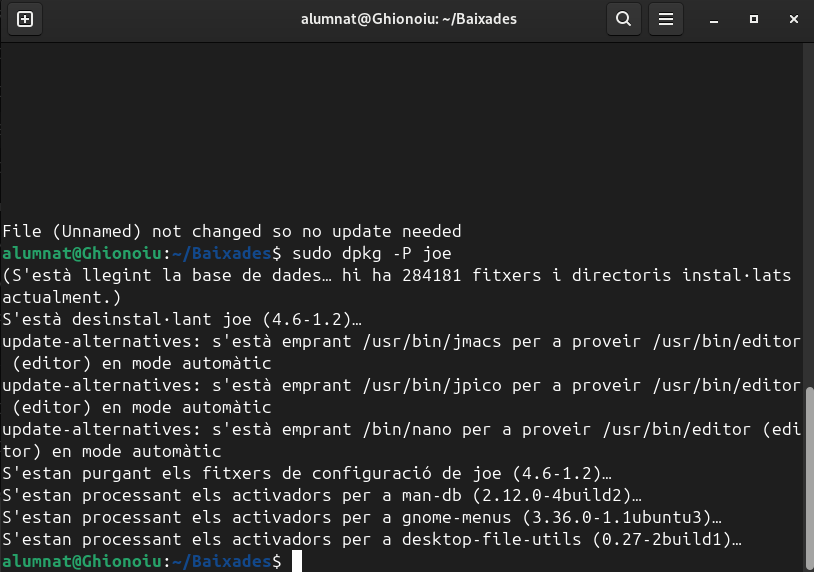 alumnat@Ghionoiu: ~/Baixades
File (Unnamed) not changed so no update needed
alumnat@Ghionoiu:~/Baixades$ sudo dpkg -P joe
(S'està llegint la base de dades… hi ha 284181 fitxers i directoris instal·lats
actualment.)
S'està desinstal·lant joe (4.6-1.2)…
update-alternatives: s'està emprant /usr/bin/jmacs per a proveir /usr/bin/editor
(editor) en mode automàtic
update-alternatives: s'està emprant /usr/bin/jpico per a proveir /usr/bin/editor
(editor) en mode automàtic
update-alternatives: s'està emprant /bin/nano per a proveir /usr/bin/editor (edi
tor) en mode automàtic
S'estan purgant els fitxers de configuració de joe (4.6-1.2)…
S'estan processant els activadors per a man-db (2.12.0-4build2)…
S'estan processant els activadors per a gnome-menus (3.36.0-1.1ubuntu3)…
S'estan processant els activadors per a desktop-file-utils (0.27-2build1)…
alumnat@Ghionoiu:~/Baixades$